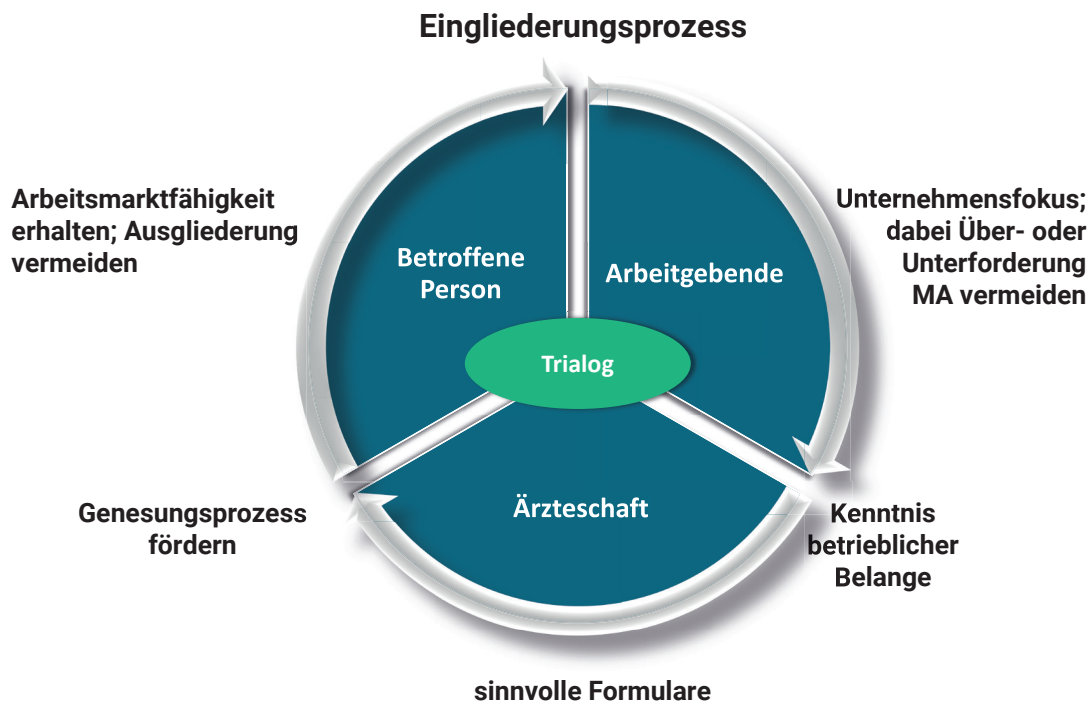 Eingliederungsprozess
Arbeitsmarktfähigkeit
erhalten; Ausgliederung
vermeiden
Unternehmensfokus;
dabei Über- oder
Unterforderung
MA vermeiden
Betroffene
Person
Arbeitgebende
Trialog
Ärzteschaft
Genesungsprozess
fördern
Kenntnis
betrieblicher
Belange
sinnvolle Formulare